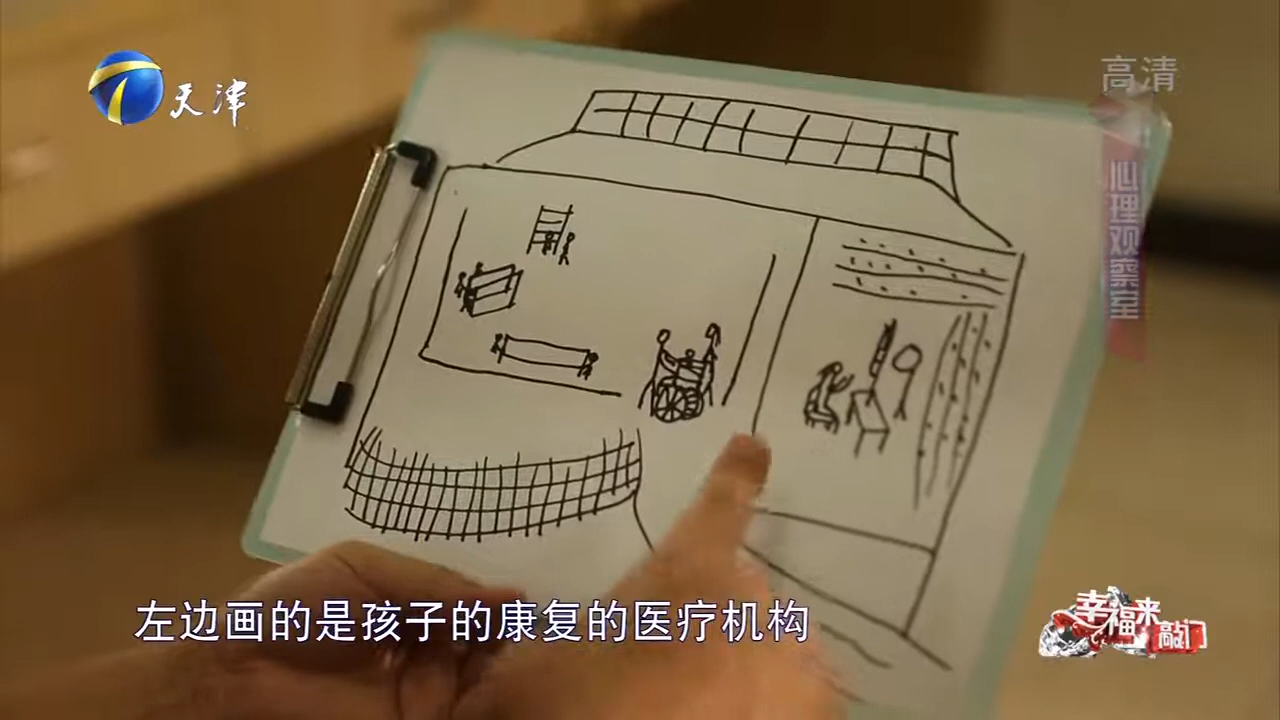 天津
高清
心理观察室
左边画的是孩子的康复的医疗机构
幸福来
敲门